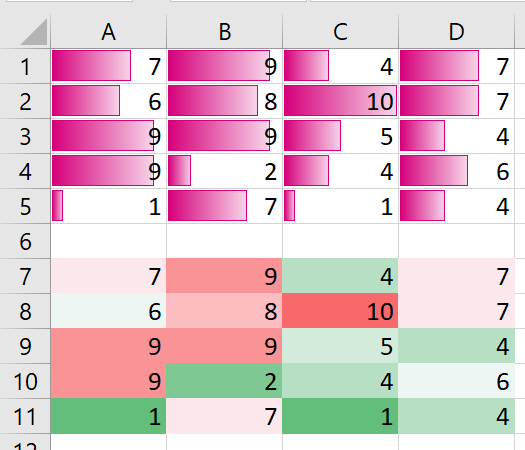 A B C D
1 7 9 4 7
2 6 8 10 7
3 9 9 5 4
4 9 2 4 6
5 1 7 1 4
6
7 7 9 4 7
8 6 8 10 7
9 9 9 5 4
10 9 2 4 6
11 1 7 1 4
12